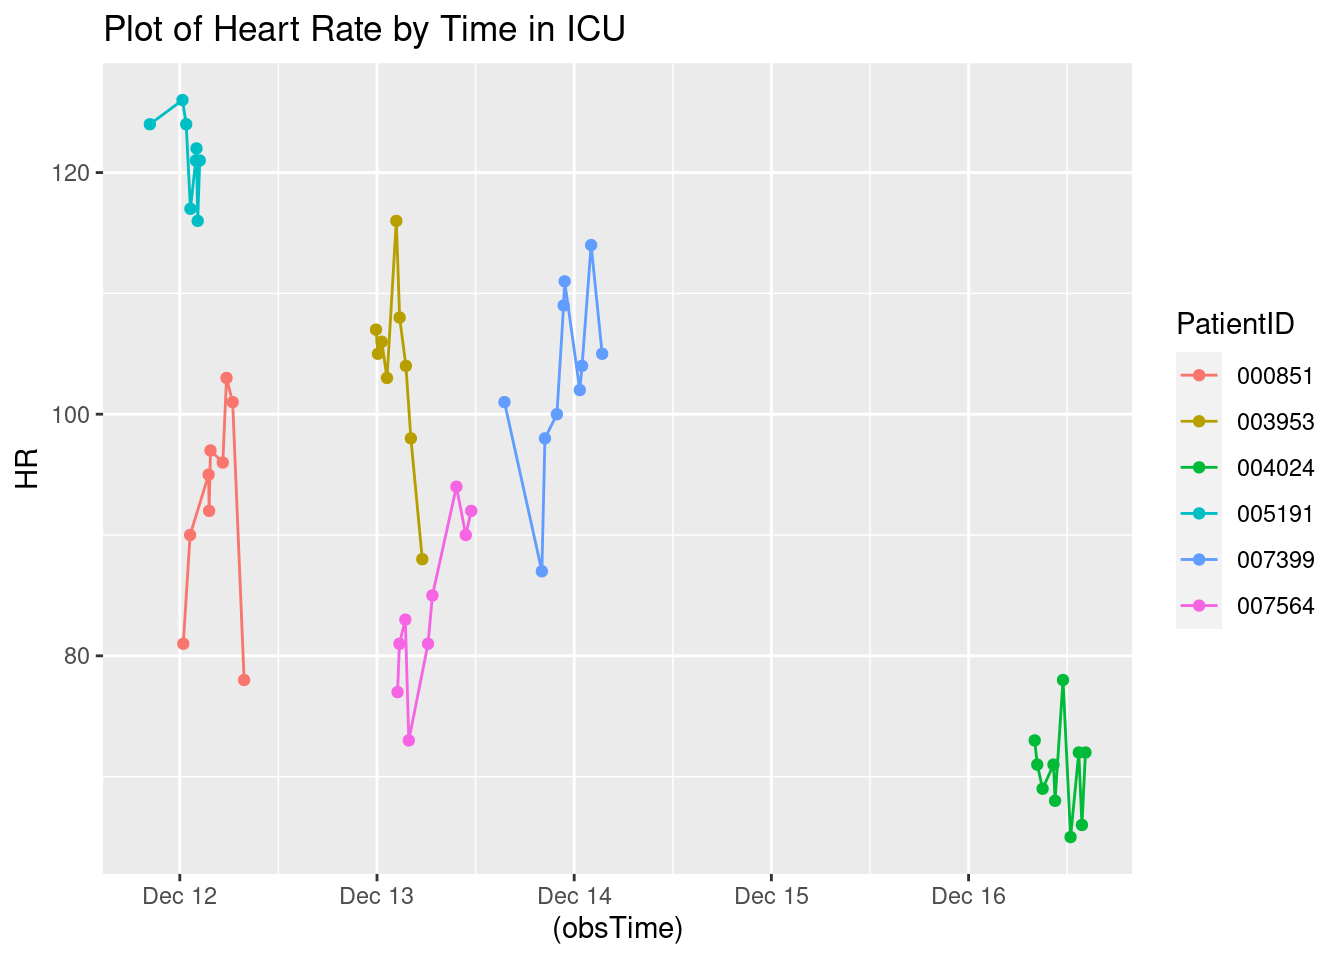 Plot of Heart Rate by Time in ICU
HR
120
100
80
Dec 12
Dec 13
Dec 14
Dec 15
Dec 16
(obsTime)
PatientID
000851
003953
004024
005191
007399
007564